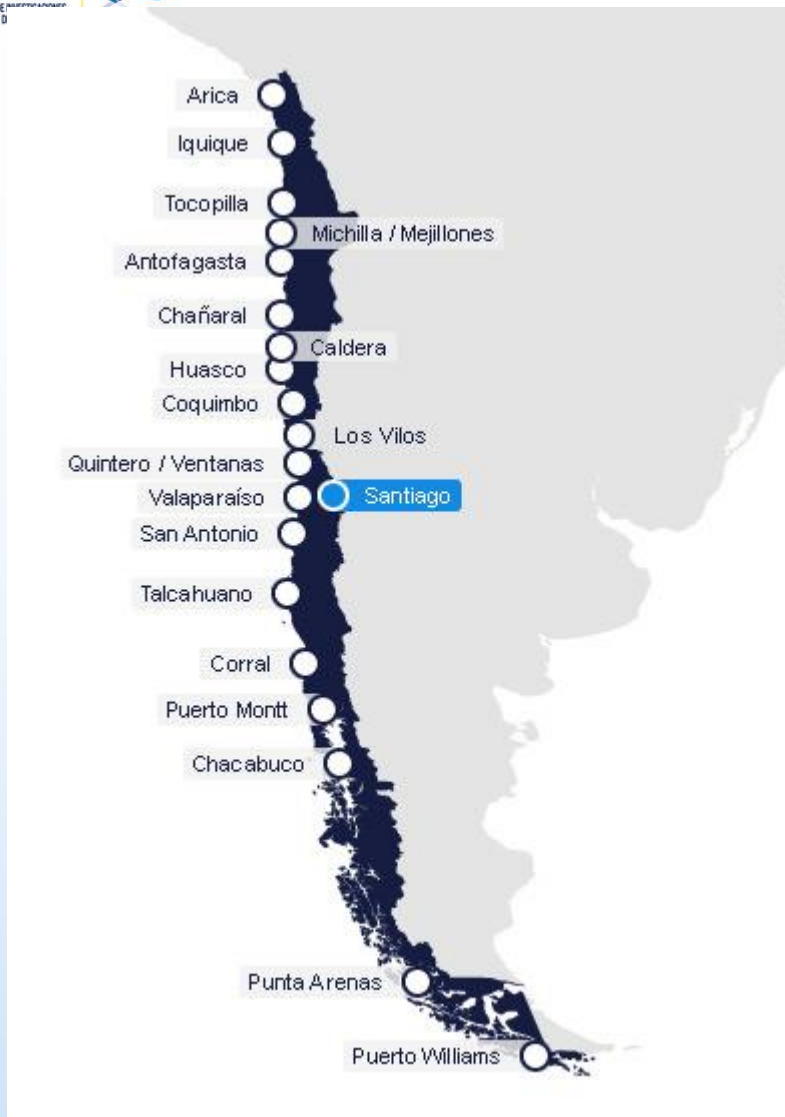 E INVESTIGACIONES
Arica
Iquique
Tocopilla
Michilla / Mejillones
Antofagasta
Chañaral
Caldera
Huasco
Coquimbo
Los Vilos
Quintero / Ventanas
Valaparaíso
Santiago
San Antonio
Talcahuano
Corral
Puerto Montt
Chacabuco
Punta Arenas
Puerto Williams